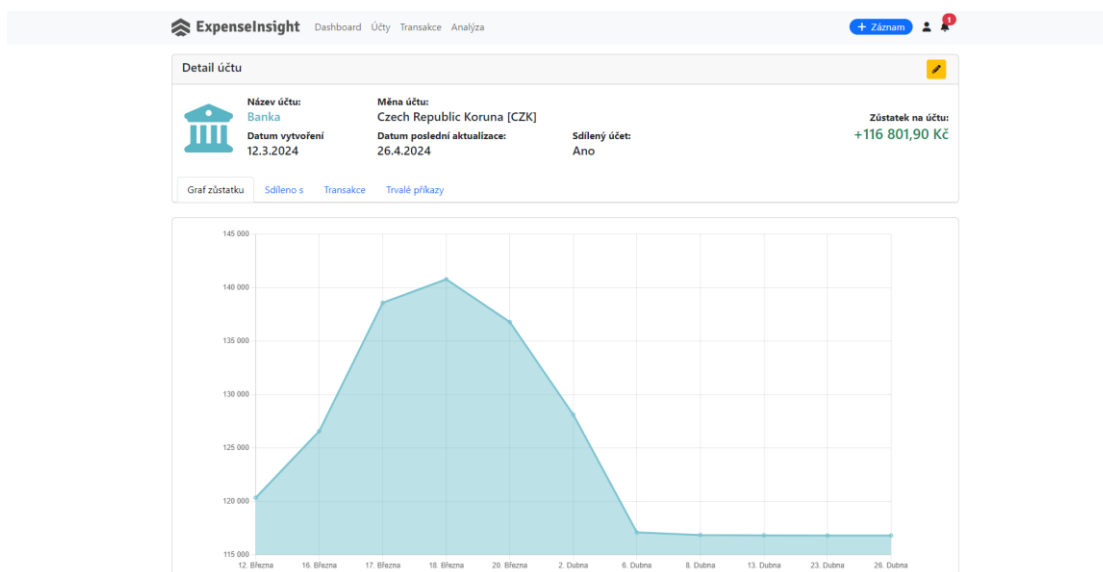 ExpenseInsight Dashboard Účty Transakce Analýza + Záznam 1
Detail účtu
Název účtu: Měna účtu:
Banka Czech Republic Koruna [CZK] Zůstatek na účtu:
Datum vytvoření Datum poslední aktualizace: Sdílený účet: +116 801,90 Kč
12.3.2024 26.4.2024 Ano
Graf zůstatku Sdíleno s Transakce Trvalé příkazy
145 000
140 000
135 000
130 000
125 000
120 000
115 000
12. Března 16. Března 17. Března 18. Března 20. Března 2. Dubna 6. Dubna 8. Dubna 13. Dubna 23. Dubna 26. Dubna